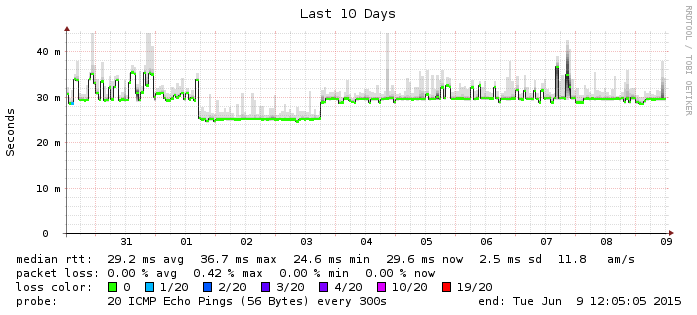 Last 10 Days
RRDTOOL / TOBI OETIKER
Seconds
40 m
30 m
20 m
10 m
0
31 01 02 03 04 05 06 07 08 09
median rtt: 29.2 ms avg 36.7 ms max 24.6 ms min 29.6 ms now 2.5 ms sd 11.8 am/s
packet loss: 0.00 % avg 0.42 % max 0.00 % min 0.00 % now
loss color: 0 1/20 2/20 3/20 4/20 10/20 19/20
probe: 20 ICMP Echo Pings (56 Bytes) every 300s end: Tue Jun 9 12:05:05 2015